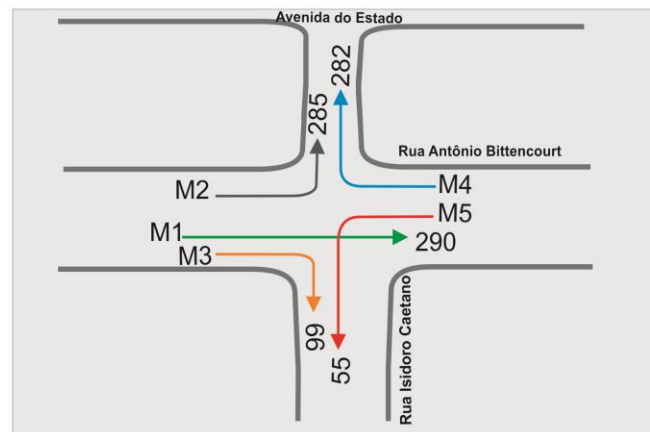 Avenida do Estado
282
285
Rua Antônio Bittencourt
M2
M4
M5
M1
290
M3
99
55
Rua Isidoro Caetano